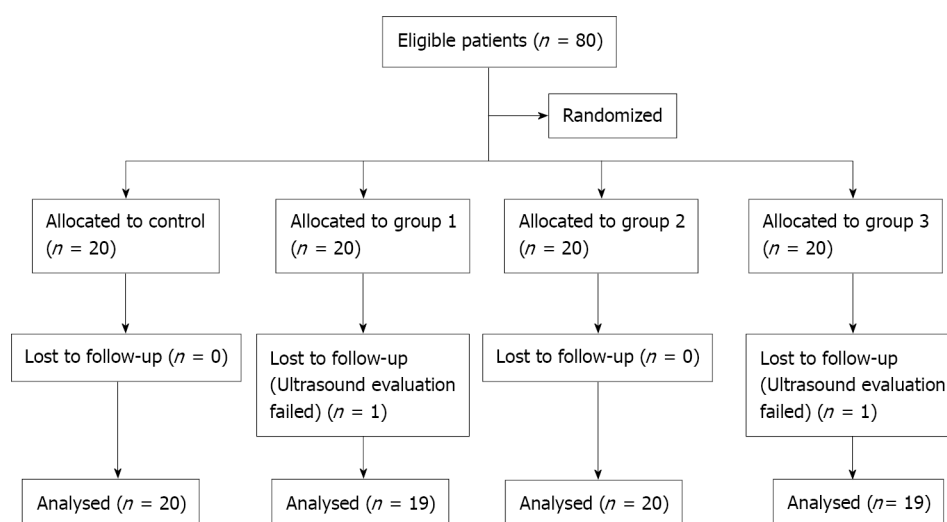 Eligible patients (n = 80)
Randomized
Allocated to control
(n = 20)
Allocated to group 1
(n = 20)
Allocated to group 2
(n = 20)
Allocated to group 3
(n = 20)
Lost to follow-up (n = 0)
Lost to follow-up
(Ultrasound evaluation
failed) (n = 1)
Lost to follow-up (n = 0)
Lost to follow-up
(Ultrasound evaluation
failed) (n = 1)
Analysed (n = 20)
Analysed (n = 19)
Analysed (n = 20)
Analysed (n= 19)